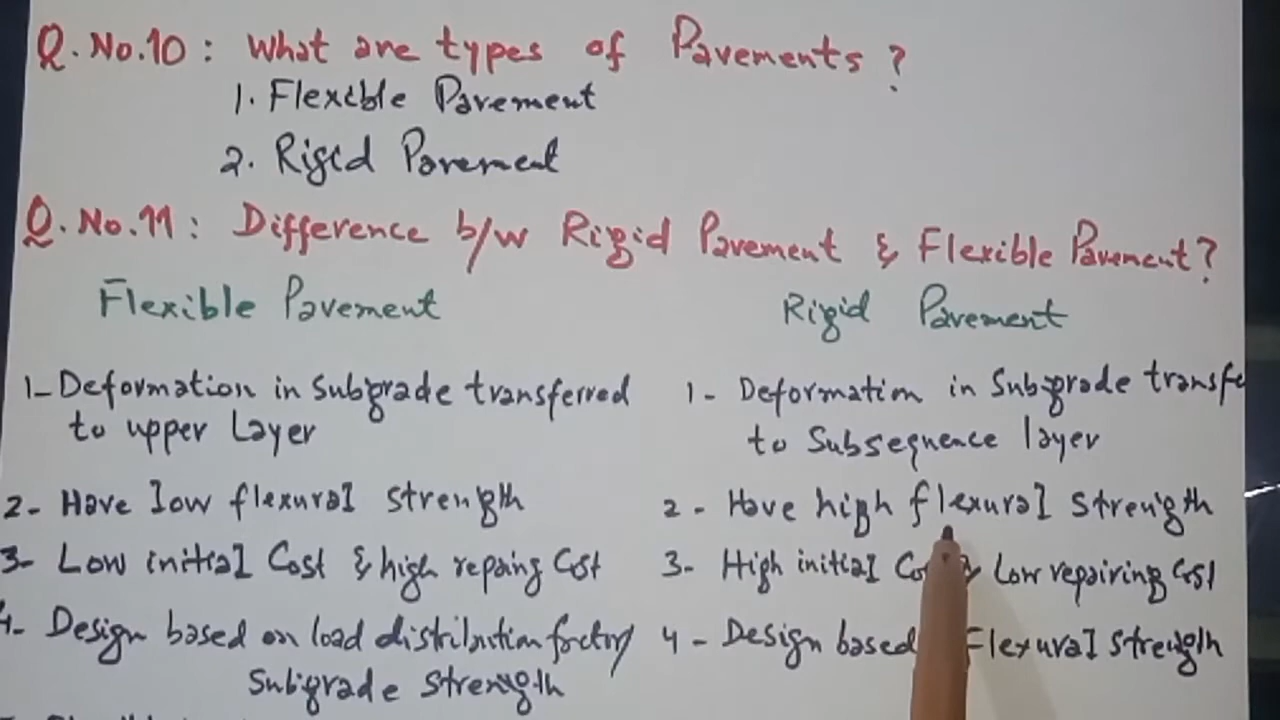 Q. No.10 : What are types of Pavements ?
1. Flexible Pavement
2. Rigid Pavement
Q. No.11 : Difference b/w Rigid Pavement & Flexible Pavement?
Flexible Pavement
Rigid Pavement
1- Deformation in Subgrade transferred
to upper Layer
1- Deformation in Subgrade transfe
to Subsequence layer
2- Have low flexural strength
2- Have high flexural strength
3- Low initial Cost & high repaing Cost
3- High initial Co & Low repairing Cost
4- Design based on load distribution factory
Subgrade strength
4- Design based Flexural strength